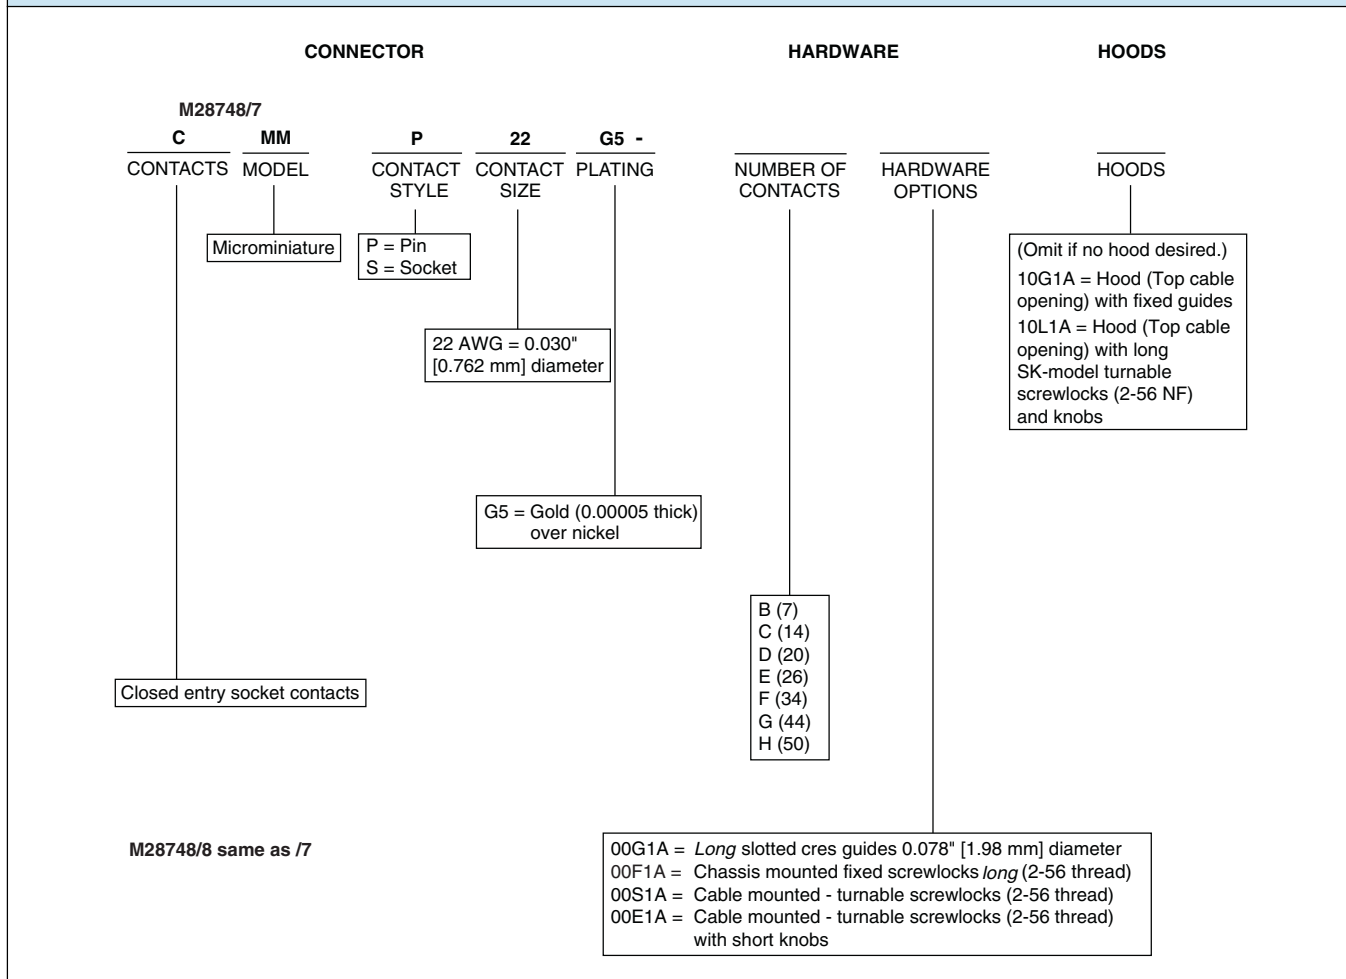 CONNECTOR HARDWARE HOODS
M28748/7
C MM P 22 G5 -
CONTACTS MODEL CONTACT STYLE CONTACT SIZE PLATING NUMBER OF CONTACTS HARDWARE OPTIONS HOODS
Microminiature
P = Pin
S = Socket
(Omit if no hood desired.)
10G1A = Hood (Top cable
opening) with fixed guides
10L1A = Hood (Top cable
opening) with long
SK-model turnable
screwlocks (2-56 NF)
and knobs
22 AWG = 0.030"
[0.762 mm] diameter
G5 = Gold (0.00005 thick)
over nickel
B (7)
C (14)
D (20)
E (26)
F (34)
G (44)
H (50)
Closed entry socket contacts
M28748/8 same as /7
00G1A = Long slotted cres guides 0.078" [1.98 mm] diameter
00F1A = Chassis mounted fixed screwlocks long (2-56 thread)
00S1A = Cable mounted - turnable screwlocks (2-56 thread)
00E1A = Cable mounted - turnable screwlocks (2-56 thread)
with short knobs